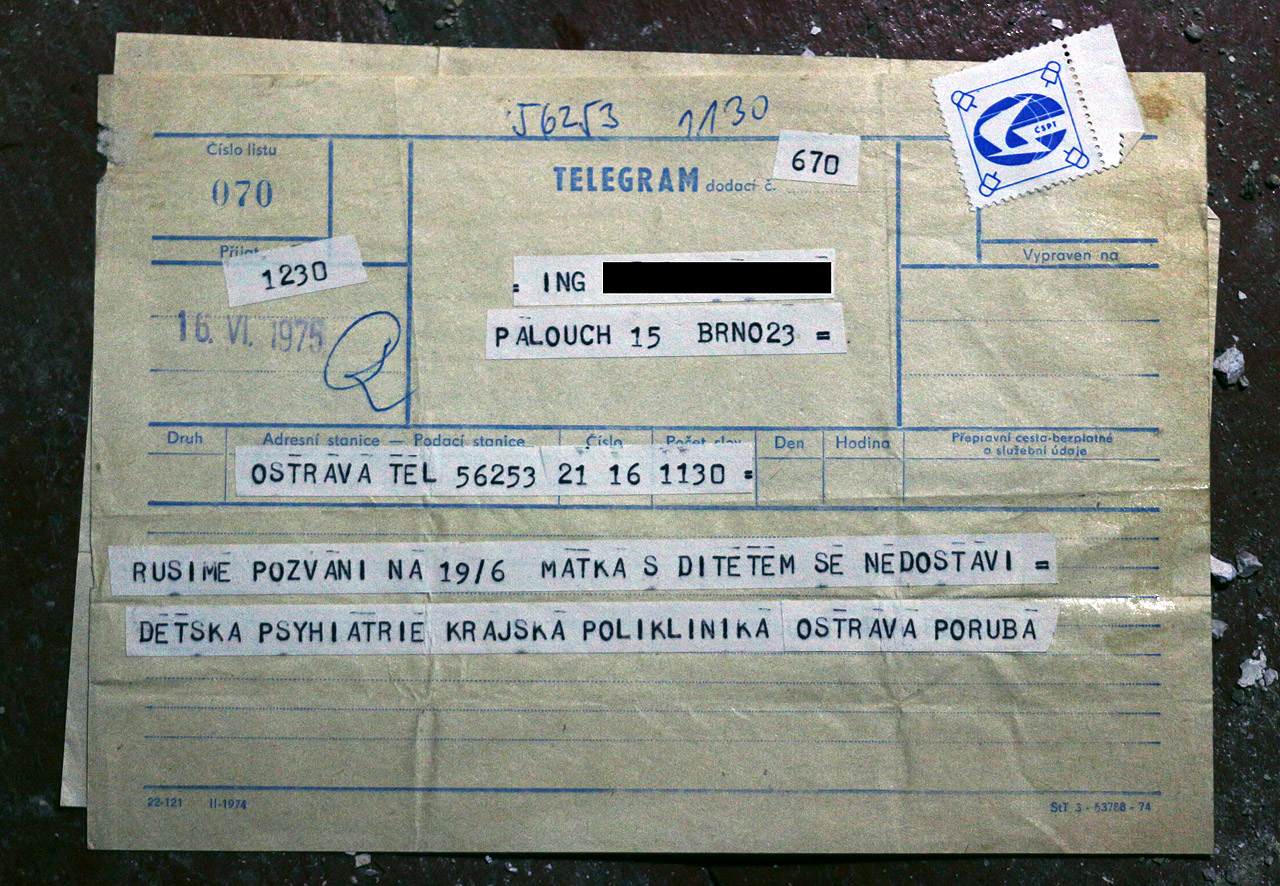 56253 1130
ČSPT
Číslo listu
070
TELEGRAM dodací č. 670
Přijat
1230
16. VI. 1975
Vypraven na
= ING
PALOUCH 15 BRNO23 =
Druh Adresní stanice — Podací stanice Číslo Počet slov Den Hodina Přepravní cesta-bezplatné
a služební údaje
OSTRAVA TEL 56253 21 16 1130 =
RUSIME POZVANI NA 19/6 MATKA S DITETEM SE NEDOSTAVI =
DETSKA PSYHIATRIE KRAJSKA POLIKLINIKA OSTRAVA PORUBA
22-121 II-1974
StT 3 - 53788 - 74